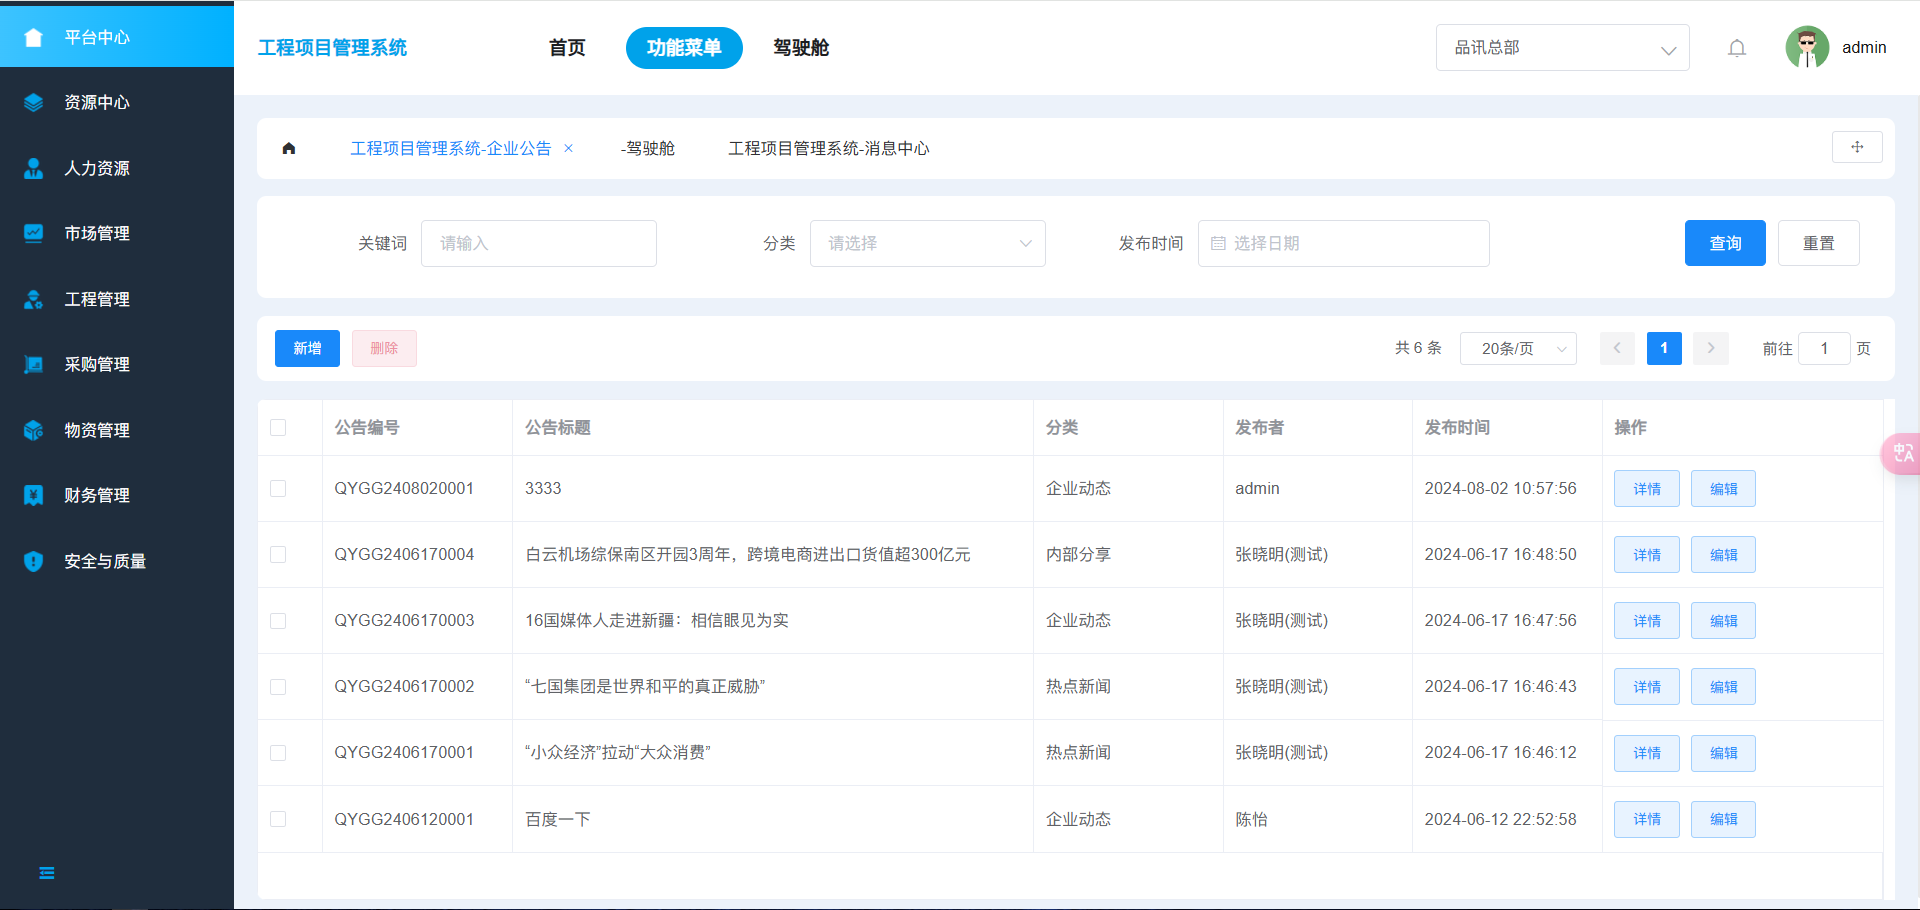 平台中心
资源中心
人力资源
市场管理
工程管理
采购管理
物资管理
财务管理
安全与质量
工程项目管理系统 首页 功能菜单 驾驶舱 品讯总部 admin
工程项目管理系统-企业公告 × -驾驶舱 工程项目管理系统-消息中心
关键词 请输入 分类 请选择 发布时间 选择日期 查询 重置
新增 删除 共 6 条 20条/页 1 前往 1 页
公告编号 公告标题 分类 发布者 发布时间 操作
QYGG2408020001 3333 企业动态 admin 2024-08-02 10:57:56 详情 编辑
QYGG2406170004 白云机场综保南区开园3周年，跨境电商进出口货值超300亿元 内部分享 张晓明(测试) 2024-06-17 16:48:50 详情 编辑
QYGG2406170003 16国媒体人走进新疆：相信眼见为实 企业动态 张晓明(测试) 2024-06-17 16:47:56 详情 编辑
QYGG2406170002 “七国集团是世界和平的真正威胁” 热点新闻 张晓明(测试) 2024-06-17 16:46:43 详情 编辑
QYGG2406170001 “小众经济”拉动“大众消费” 热点新闻 张晓明(测试) 2024-06-17 16:46:12 详情 编辑
QYGG2406120001 百度一下 企业动态 陈怡 2024-06-12 22:52:58 详情 编辑
中A